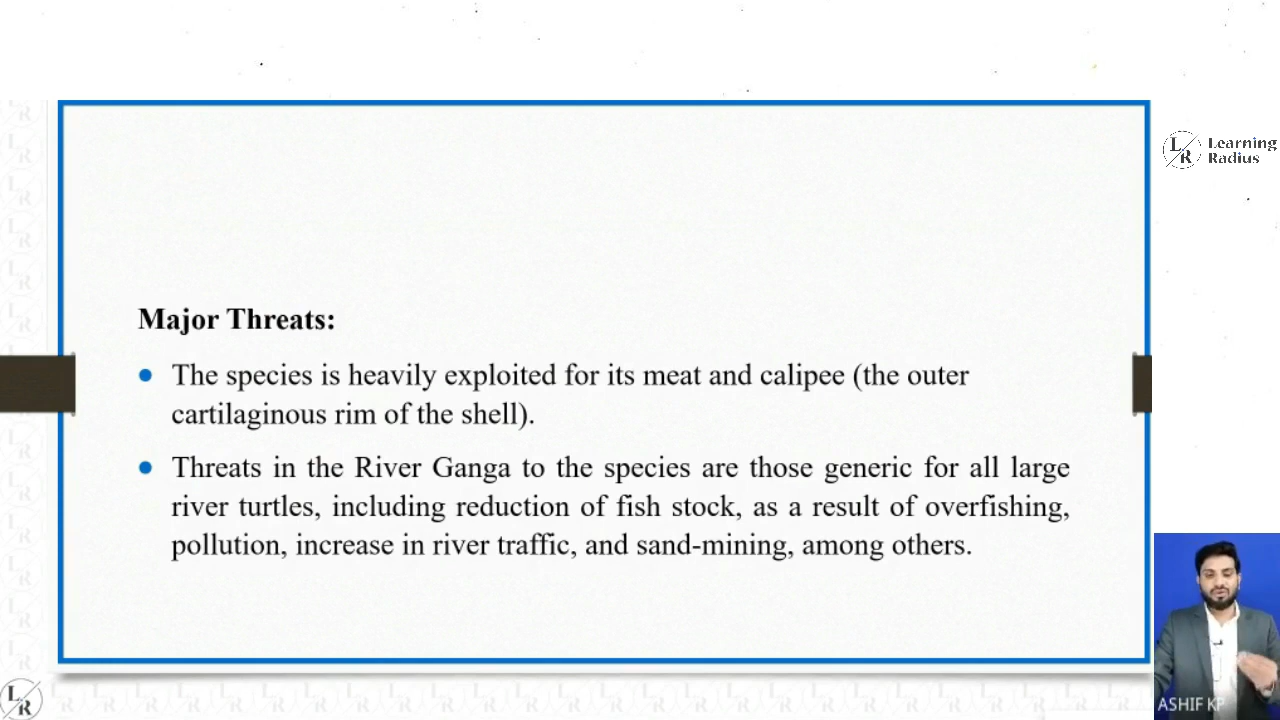 Learning
Radius
Major Threats:
The species is heavily exploited for its meat and calipee (the outer
cartilaginous rim of the shell).
Threats in the River Ganga to the species are those generic for all large
river turtles, including reduction of fish stock, as a result of overfishing,
pollution, increase in river traffic, and sand-mining, among others.
L
R
ASHIF KP